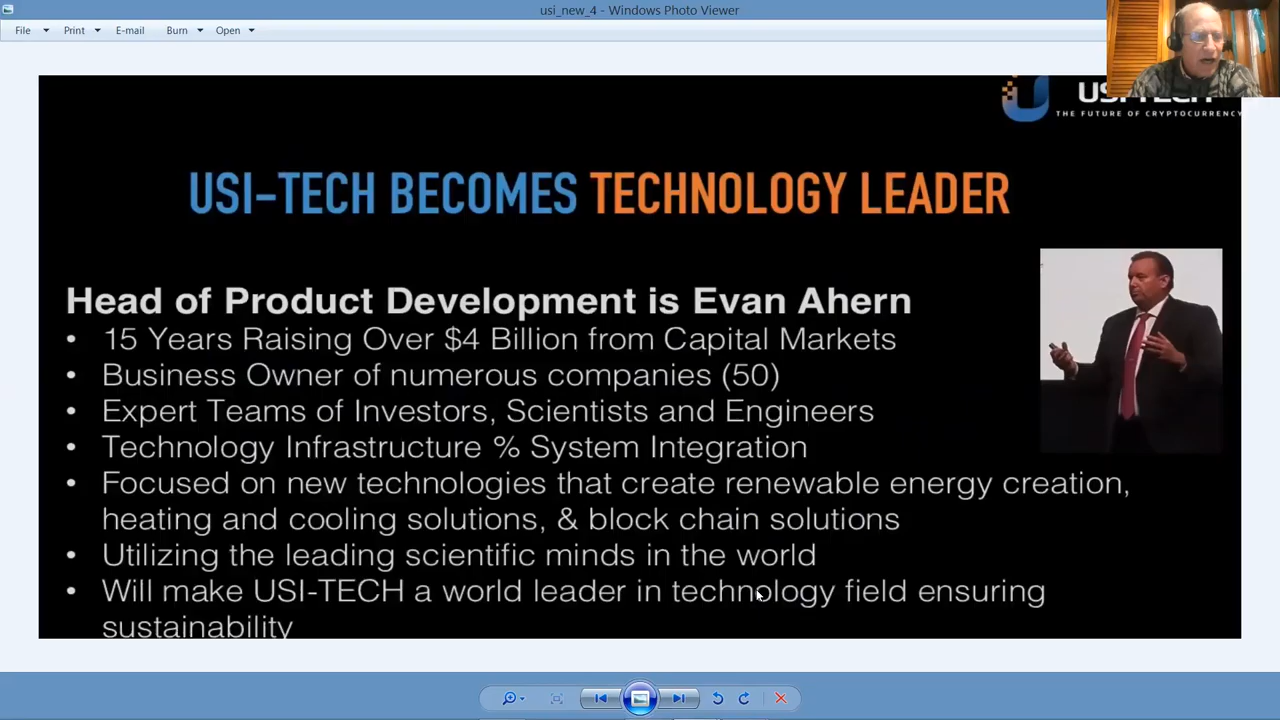 usi_new_4 - Windows Photo Viewer
File Print E-mail Burn Open
THE FUTURE OF CRYPTOCURRENCY
USI-TECH BECOMES TECHNOLOGY LEADER
Head of Product Development is Evan Ahern
• 15 Years Raising Over $4 Billion from Capital Markets
• Business Owner of numerous companies (50)
• Expert Teams of Investors, Scientists and Engineers
• Technology Infrastructure % System Integration
• Focused on new technologies that create renewable energy creation,
heating and cooling solutions, & block chain solutions
• Utilizing the leading scientific minds in the world
• Will make USI-TECH a world leader in technology field ensuring
sustainability